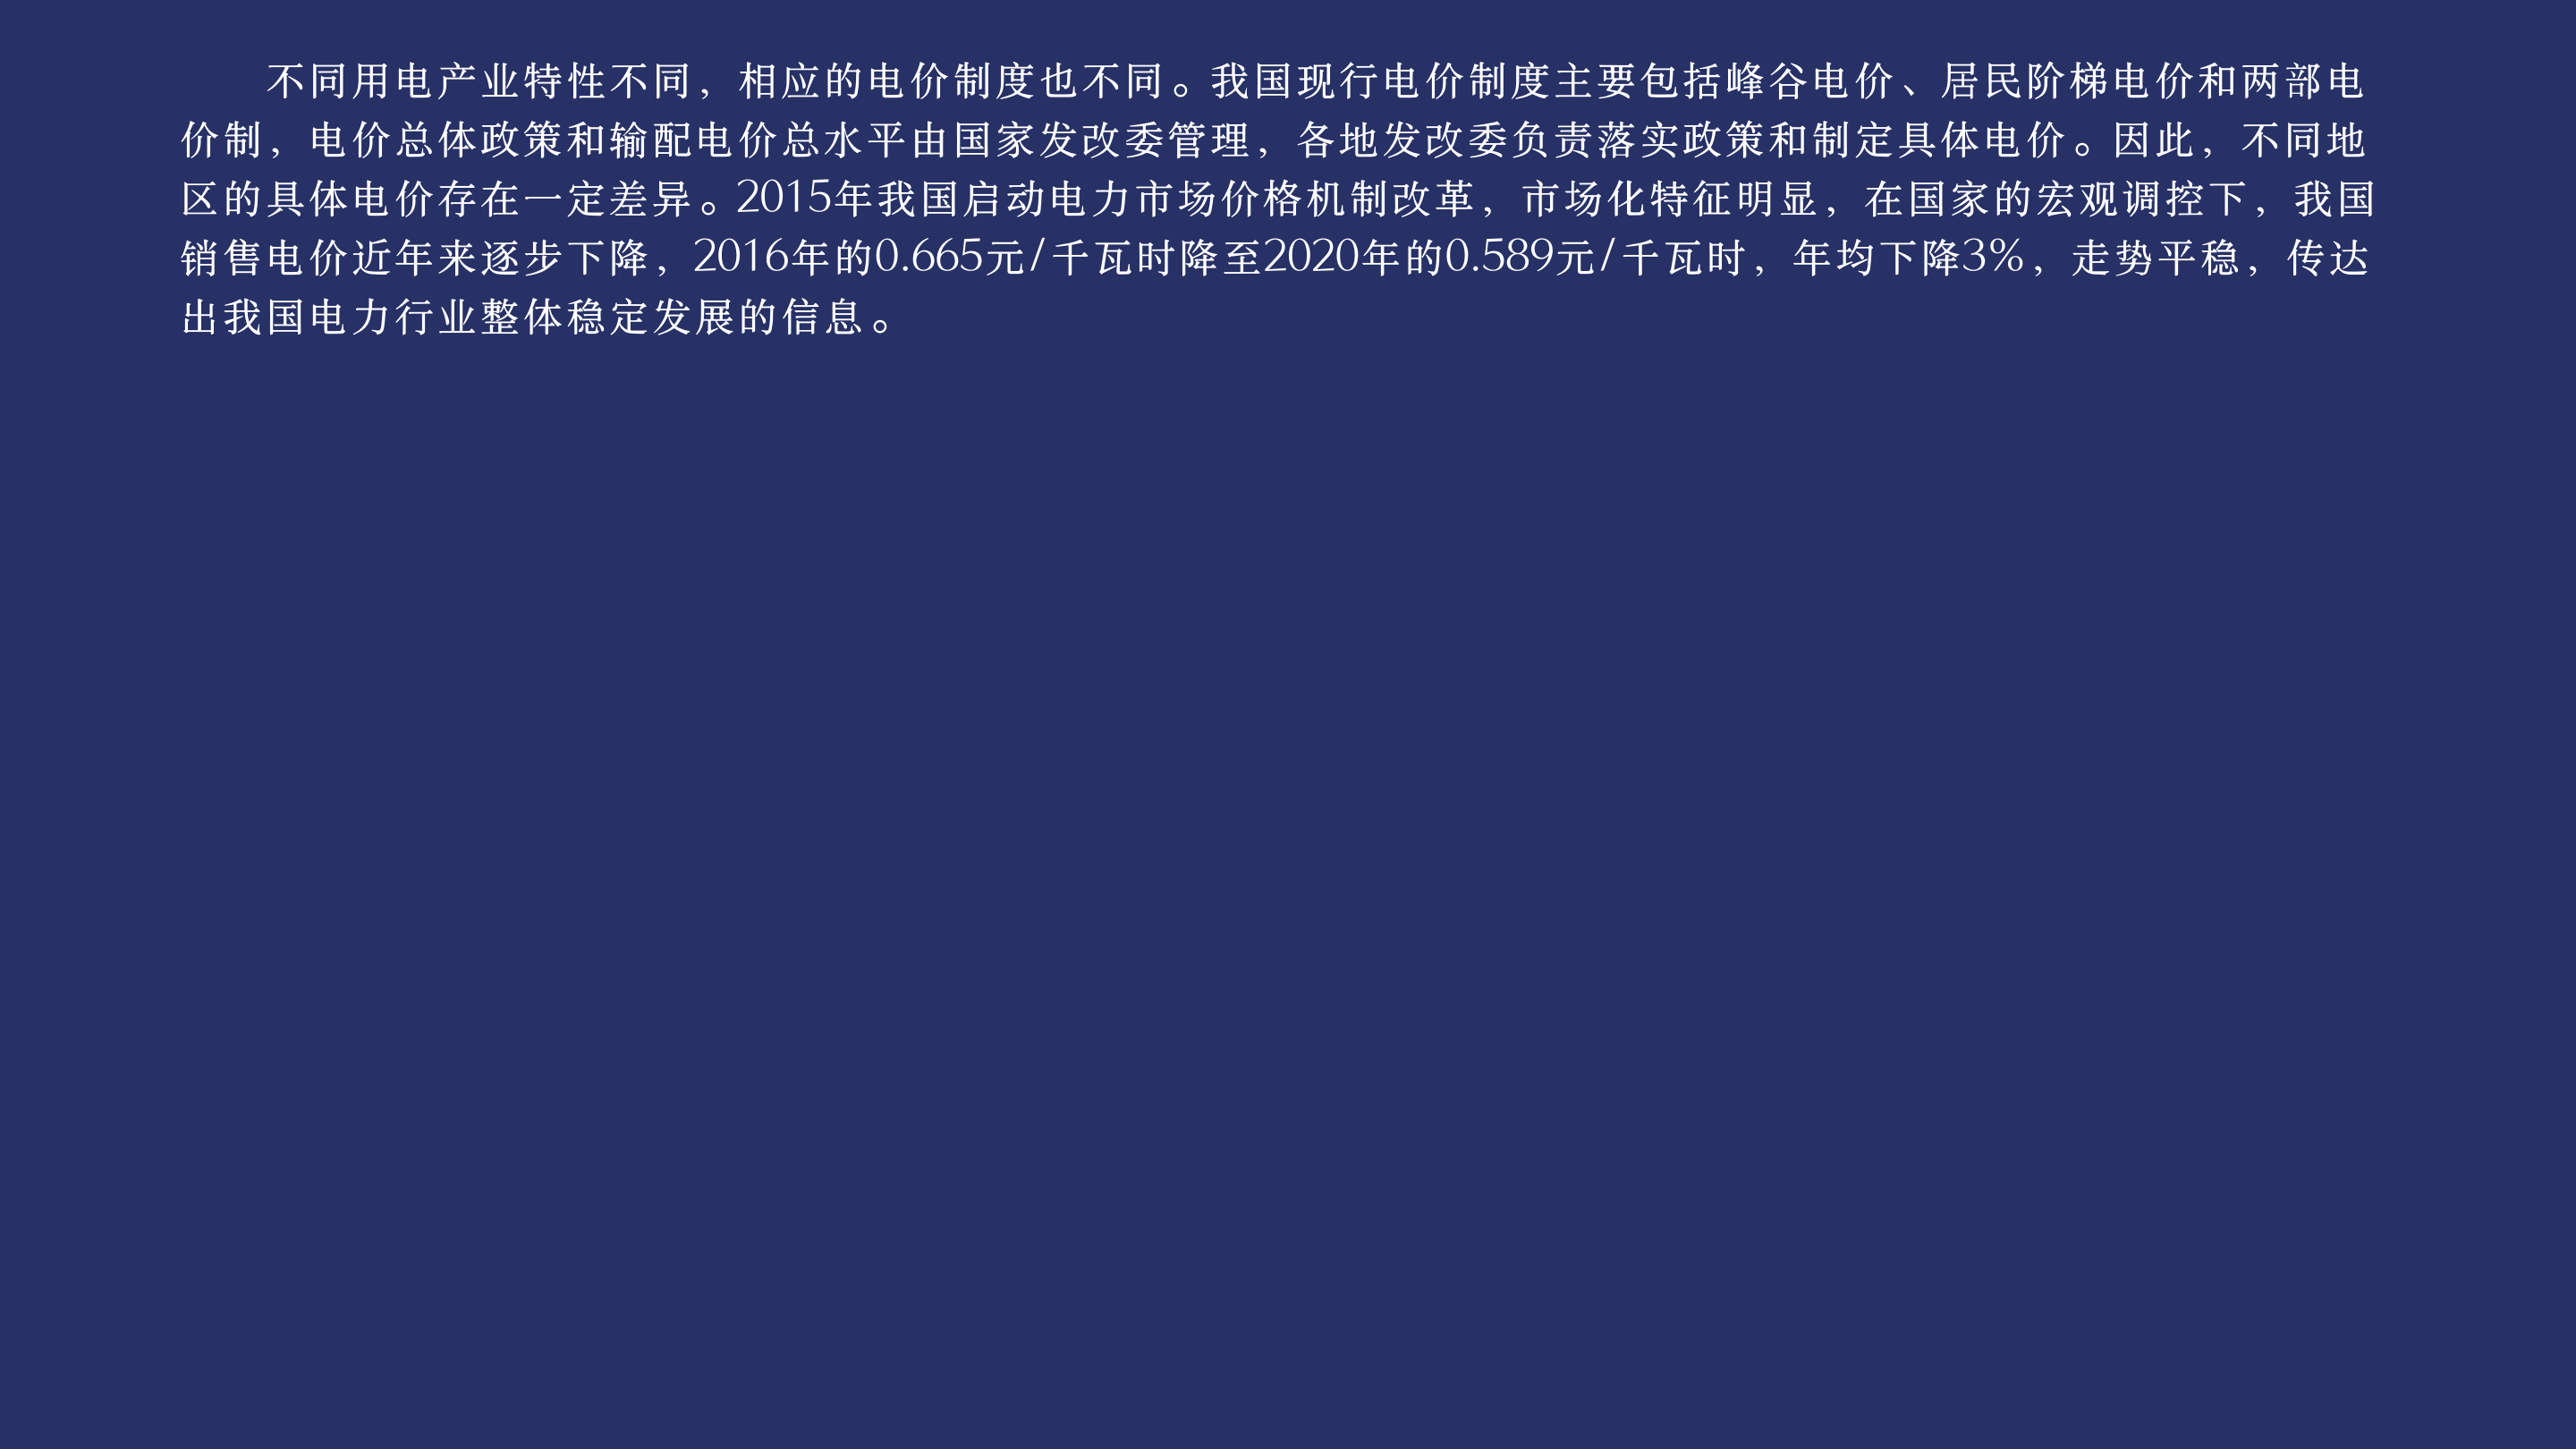 不同用电产业特性不同，相应的电价制度也不同。我国现行电价制度主要包括峰谷电价、居民阶梯电价和两部电
价制，电价总体政策和输配电价总水平由国家发改委管理，各地发改委负责落实政策和制定具体电价。因此，不同地
区的具体电价存在一定差异。2015年我国启动电力市场价格机制改革，市场化特征明显，在国家的宏观调控下，我国
销售电价近年来逐步下降，2016年的0.665元/千瓦时降至2020年的0.589元/千瓦时，年均下降3%，走势平稳，传达
出我国电力行业整体稳定发展的信息。